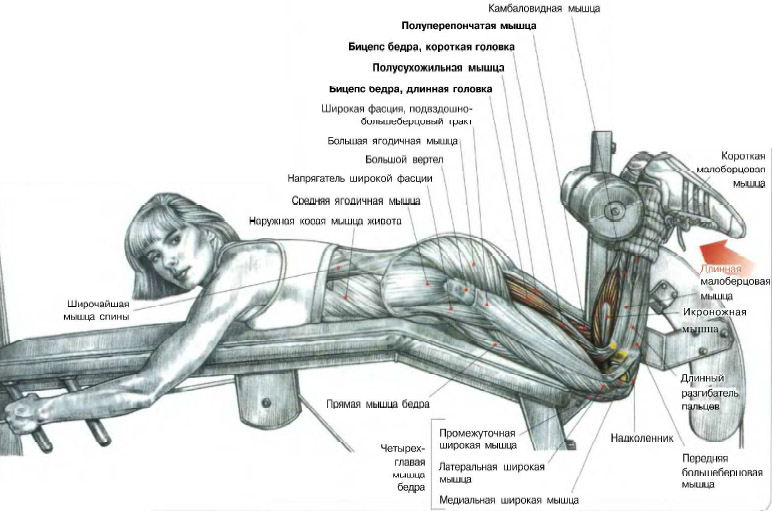 Камбаловидная мышца
Полуперепончатая мышца
Бицепс бедра, короткая головка
Полусухожильная мышца
Бицепс бедра, длинная головка
Широкая фасция, подвздошно-
большеберцовый тракт
Большая ягодичная мышца
Большой вертел
Напрягатель широкой фасции
Средняя ягодичная мышца
Наружная косая мышца живота
Короткая
малоберцовая
мышца
Длинная
малоберцовая
мышца
Широчайшая
мышца спины
Икроножная
мышца
Длинный
разгибатель
пальцев
Прямая мышца бедра
Четырех-
главая
мышца
бедра
Промежуточная
широкая мышца
Латеральная широкая
мышца
Медиальная широкая мышца
Надколенник
Передняя
большеберцовая
мышца